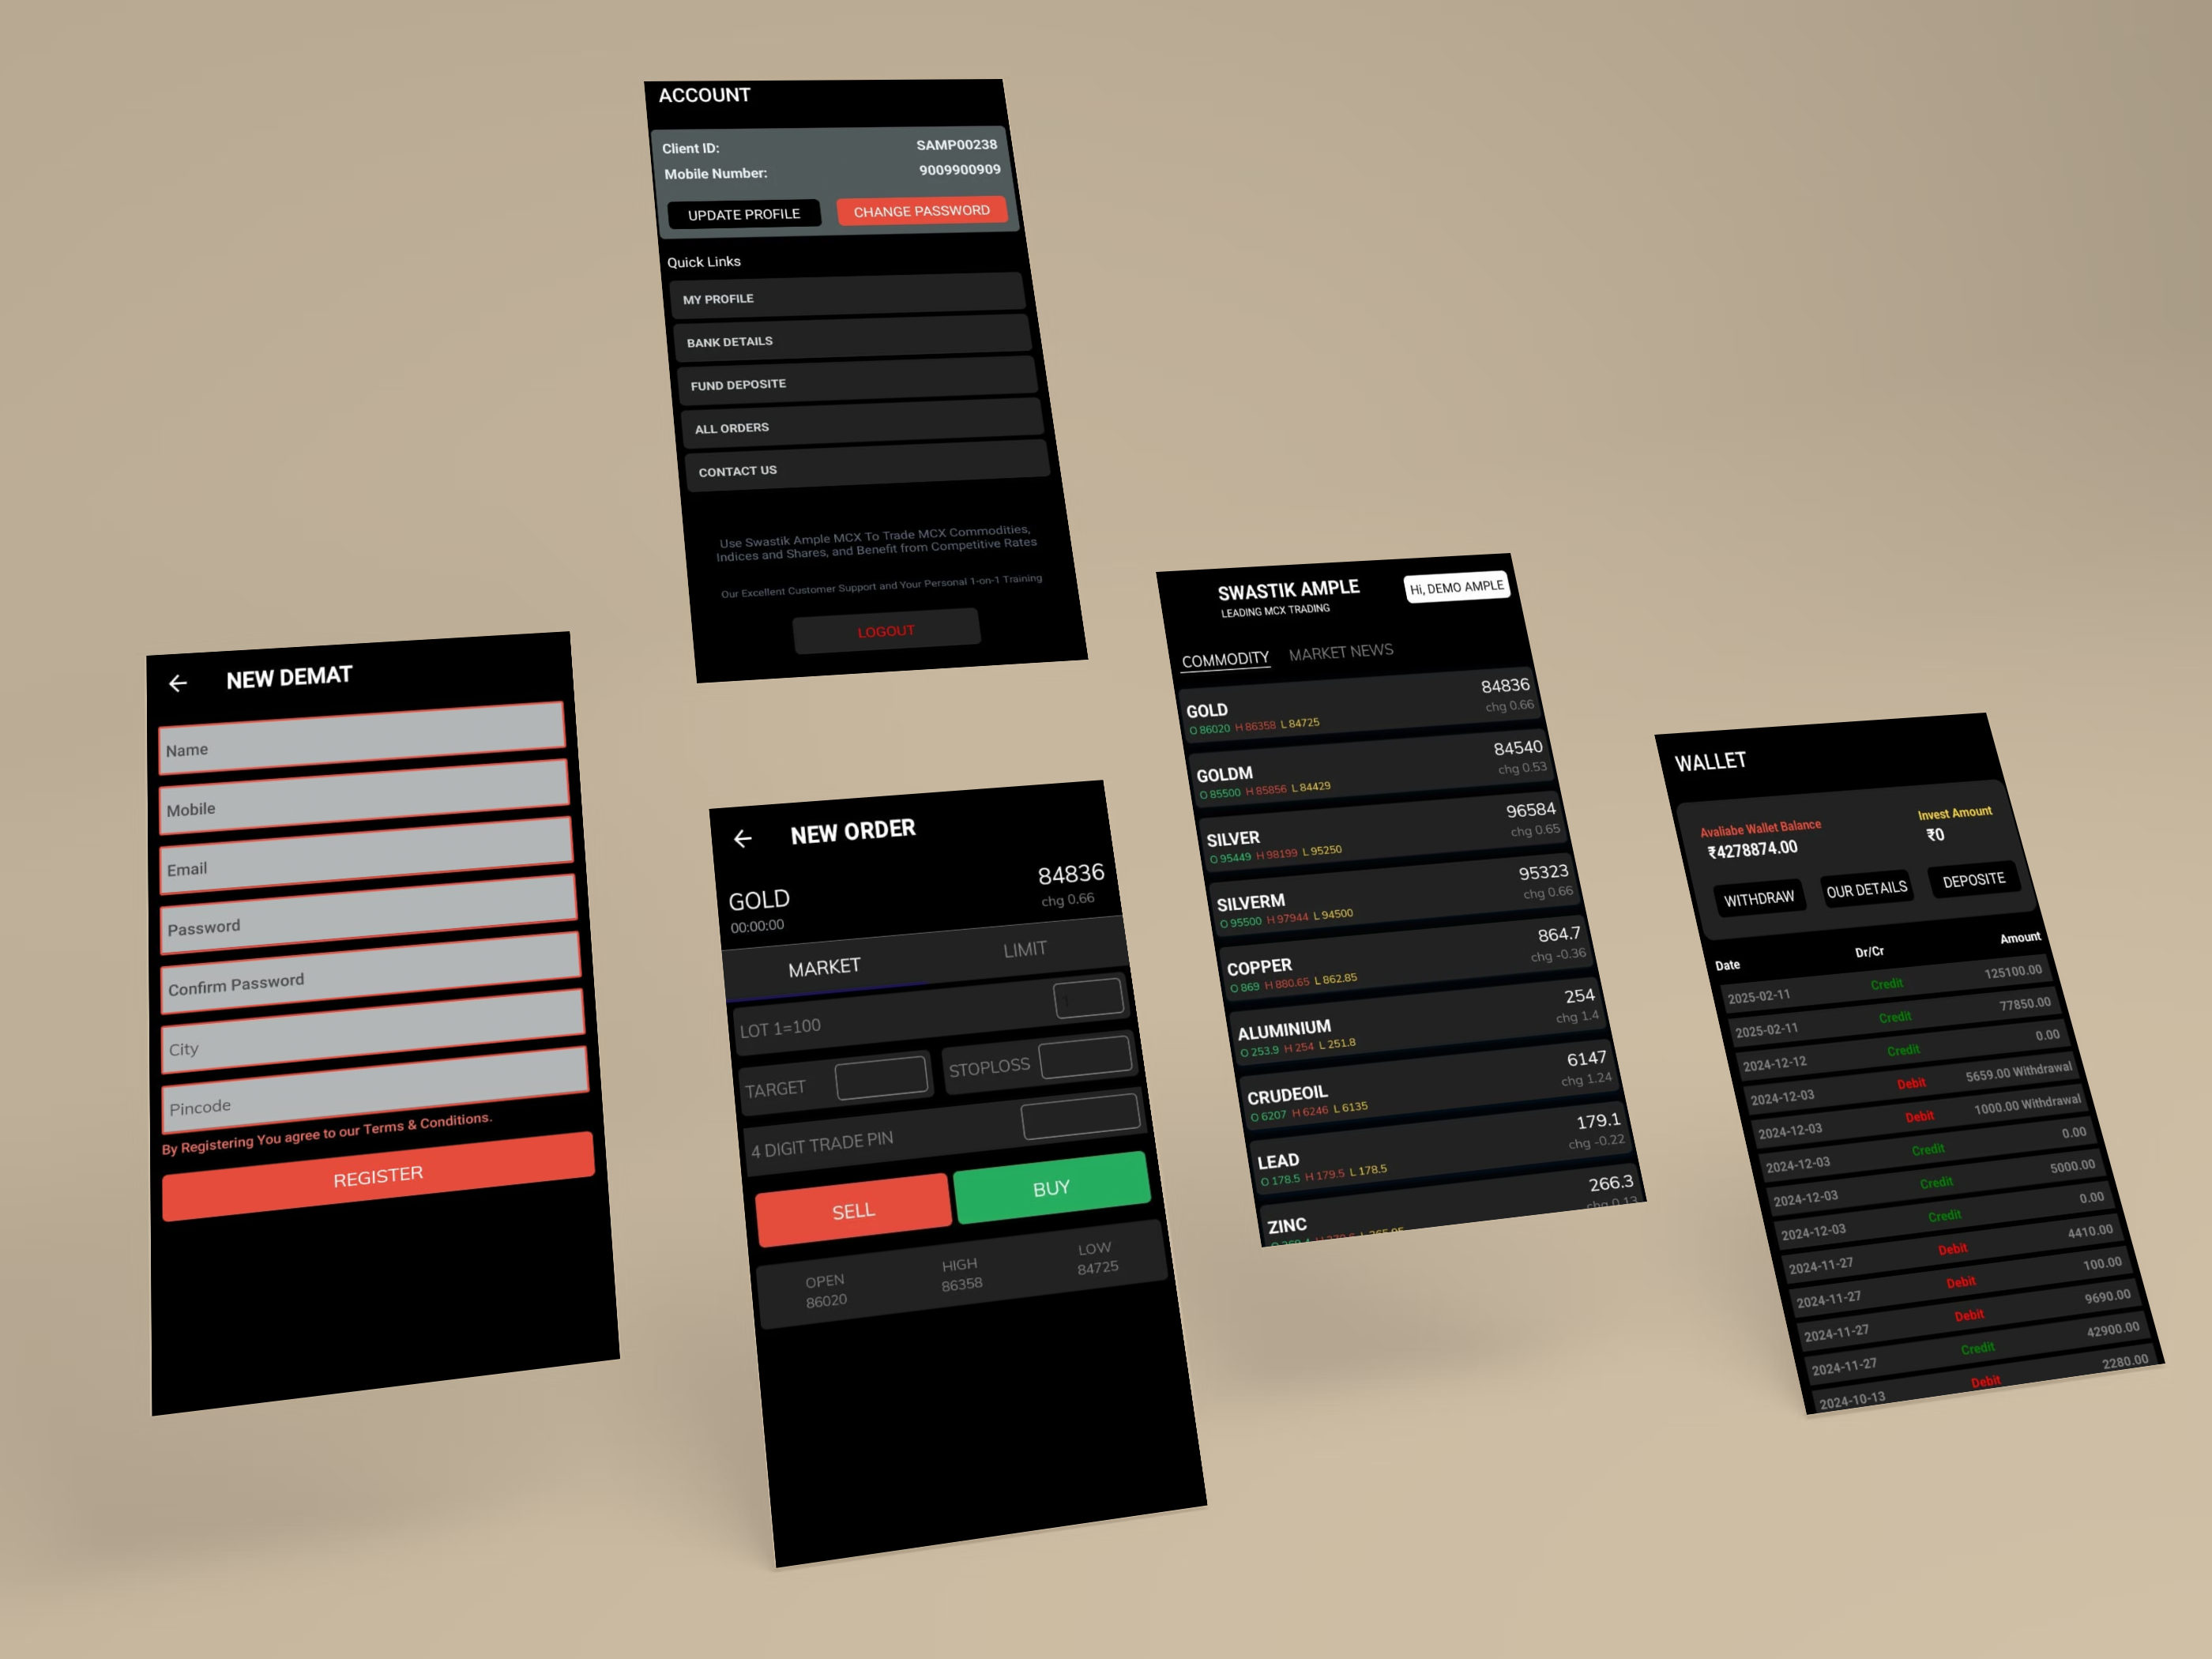 ACCOUNT
Client ID: SAMP00238
Mobile Number: 9009900909
UPDATE PROFILE CHANGE PASSWORD
Quick Links
MY PROFILE
BANK DETAILS
FUND DEPOSITE
ALL ORDERS
CONTACT US
Use Swastik Ample MCX To Trade MCX Commodities,
Indices and Shares, and Benefit from Competitive Rates
Our Excellent Customer Support and Your Personal 1-on-1 Training
LOGOUT
NEW DEMAT
Name
Mobile
Email
Password
Confirm Password
City
Pincode
By Registering You agree to our Terms & Conditions.
REGISTER
NEW ORDER
GOLD 84836
00:00:00 chg 0.66
MARKET LIMIT
LOT 1=100
TARGET STOPLOSS
4 DIGIT TRADE PIN
SELL BUY
OPEN HIGH LOW
86020 86358 84725
SWASTIK AMPLE Hi, DEMO AMPLE
LEADING MCX TRADING
COMMODITY MARKET NEWS
GOLD 84836
O 86020 H 86358 L 84725 chg 0.66
GOLDM 84540
O 85500 H 85856 L 84429 chg 0.53
SILVER 96584
O 95449 H 98199 L 95250 chg 0.65
SILVERM 95323
O 95500 H 97944 L 94500 chg 0.66
COPPER 864.7
O 869 H 880.65 L 862.85 chg -0.36
ALUMINIUM 254
O 253.9 H 254 L 251.8 chg 1.4
CRUDEOIL 6147
O 6207 H 6246 L 6135 chg 1.24
LEAD 179.1
O 178.5 H 179.5 L 178.5 chg -0.22
ZINC 266.3
WALLET
Avaliabe Wallet Balance Invest Amount
₹4278874.00 ₹0
WITHDRAW OUR DETAILS DEPOSITE
Date Dr/Cr Amount
2025-02-11 Credit 125100.00
2025-02-11 Credit 77850.00
2024-12-12 Credit 0.00
2024-12-03 Debit 5659.00 Withdrawal
2024-12-03 Debit 1000.00 Withdrawal
2024-12-03 Credit 0.00
2024-12-03 Credit 5000.00
2024-12-03 Credit 0.00
2024-11-27 Debit 4410.00
2024-11-27 Debit 100.00
2024-11-27 Debit 9690.00
2024-11-27 Credit 42900.00
2024-10-13 Debit 2280.00